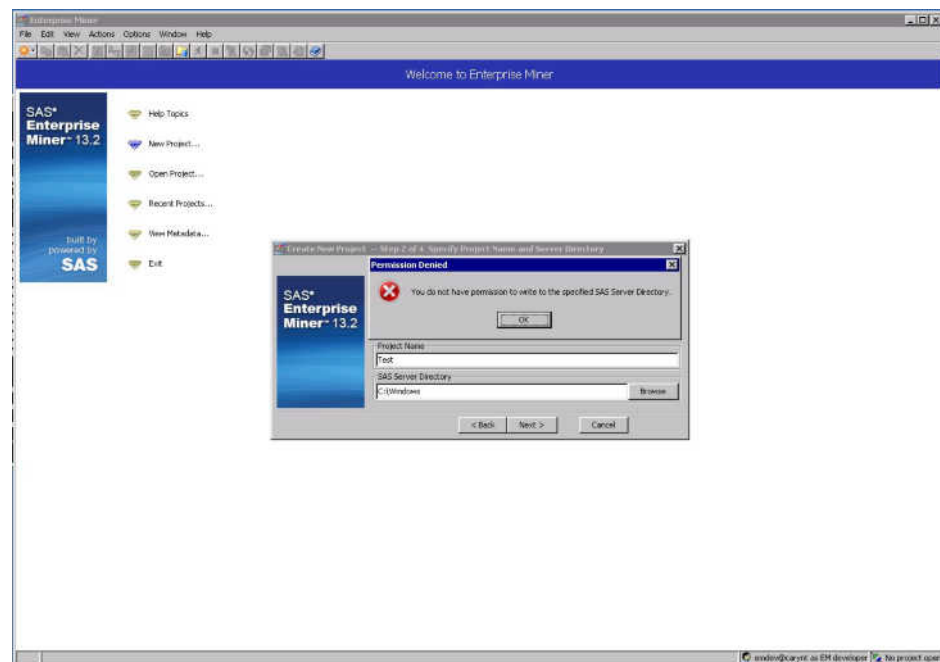 Enterprise Miner
File Edit View Actions Options Window Help
Welcome to Enterprise Miner
SAS®
Enterprise
Miner™ 13.2
built by
powered by
SAS
Help Topics
New Project...
Open Project...
Recent Projects...
View Metadata...
Exit
Create New Project -- Step 2 of 4 Specify Project Name and Server Directory
Permission Denied
You do not have permission to write to the specified SAS Server Directory.
OK
SAS®
Enterprise
Miner™ 13.2
Project Name
Test
SAS Server Directory
C:\Windows
Browse
< Back
Next >
Cancel
emdev@carynt as EM developer
No project open